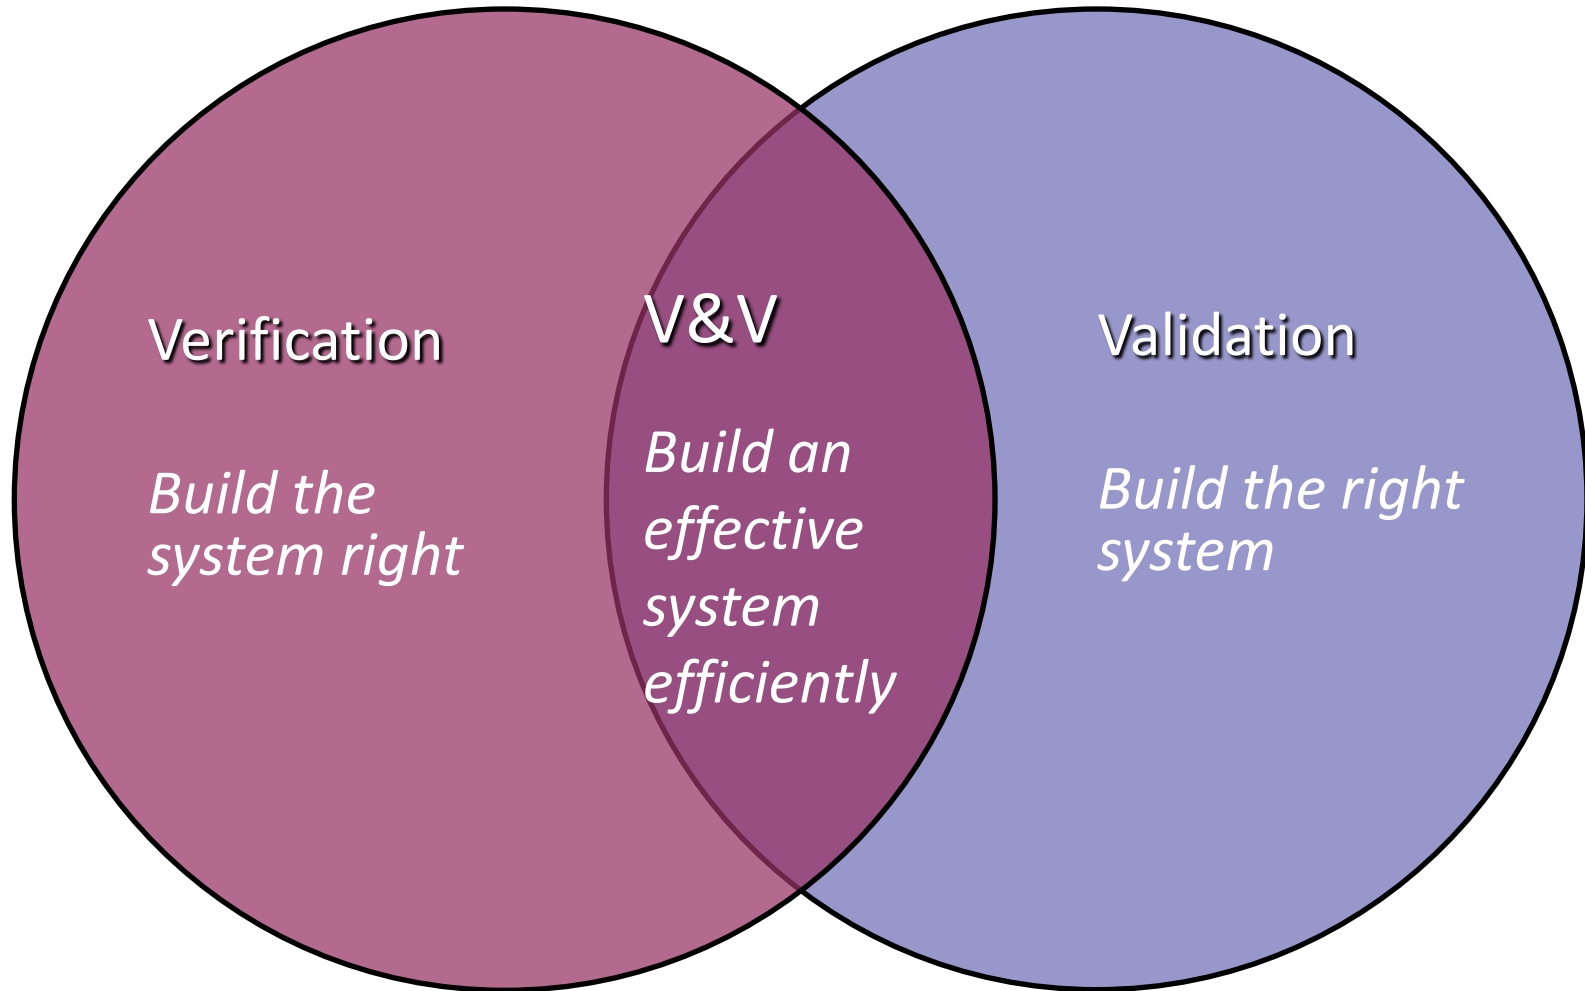 Verification
Build the
system right
V&V
Build an
effective
system
efficiently
Validation
Build the right
system